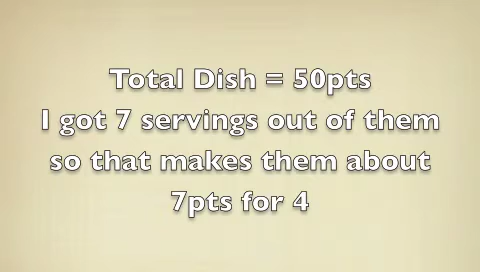 Total Dish = 50pts
I got 7 servings out of them
so that makes them about
7pts for 4